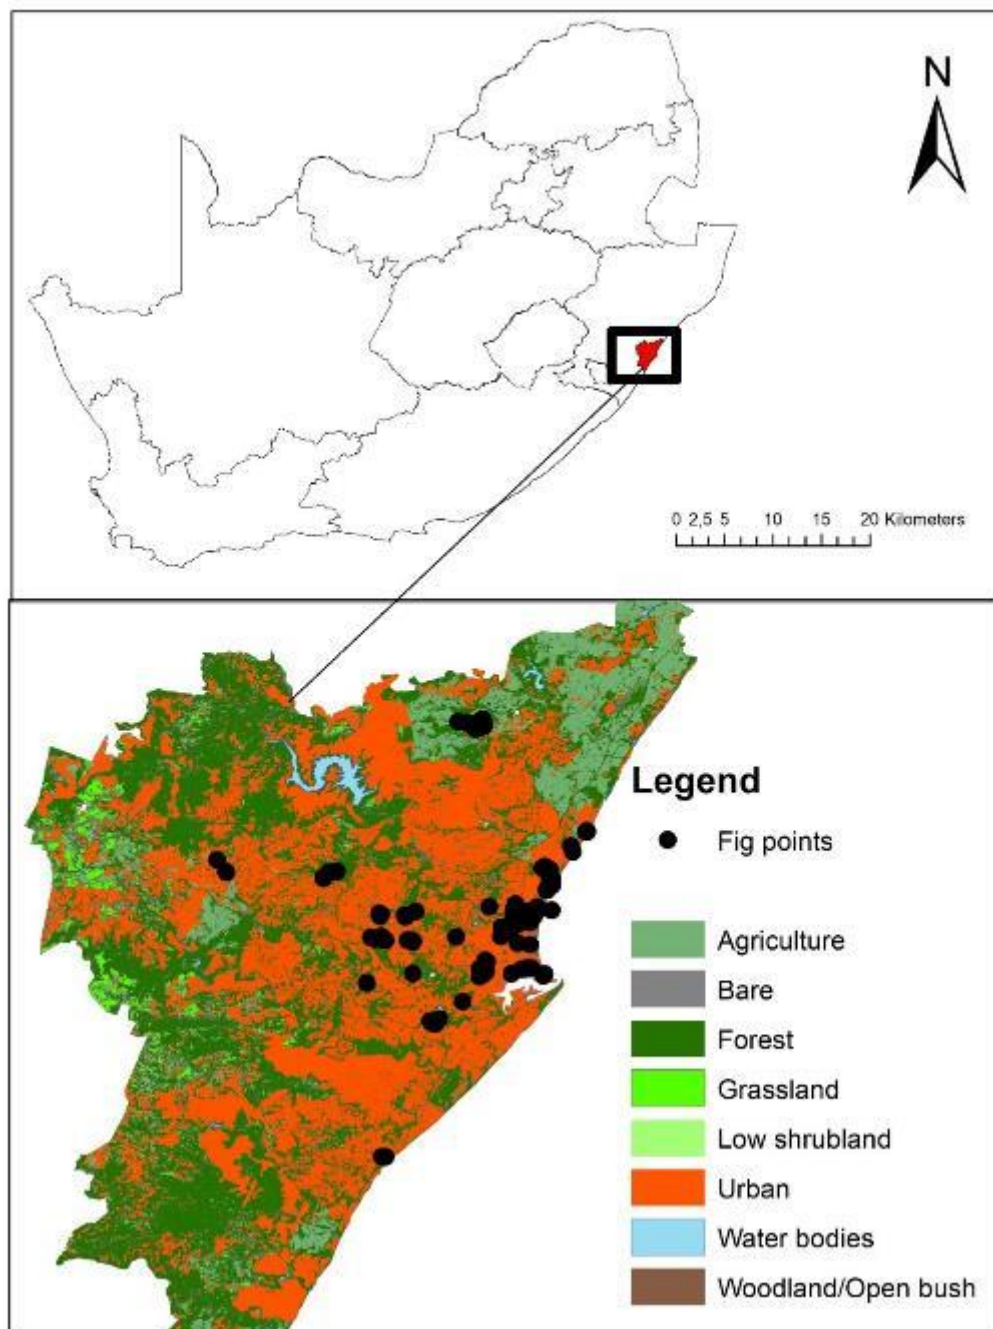 N
0 2,5 5 10 15 20 Kilometers
Legend
Fig points
Agriculture
Bare
Forest
Grassland
Low shrubland
Urban
Water bodies
Woodland/Open bush